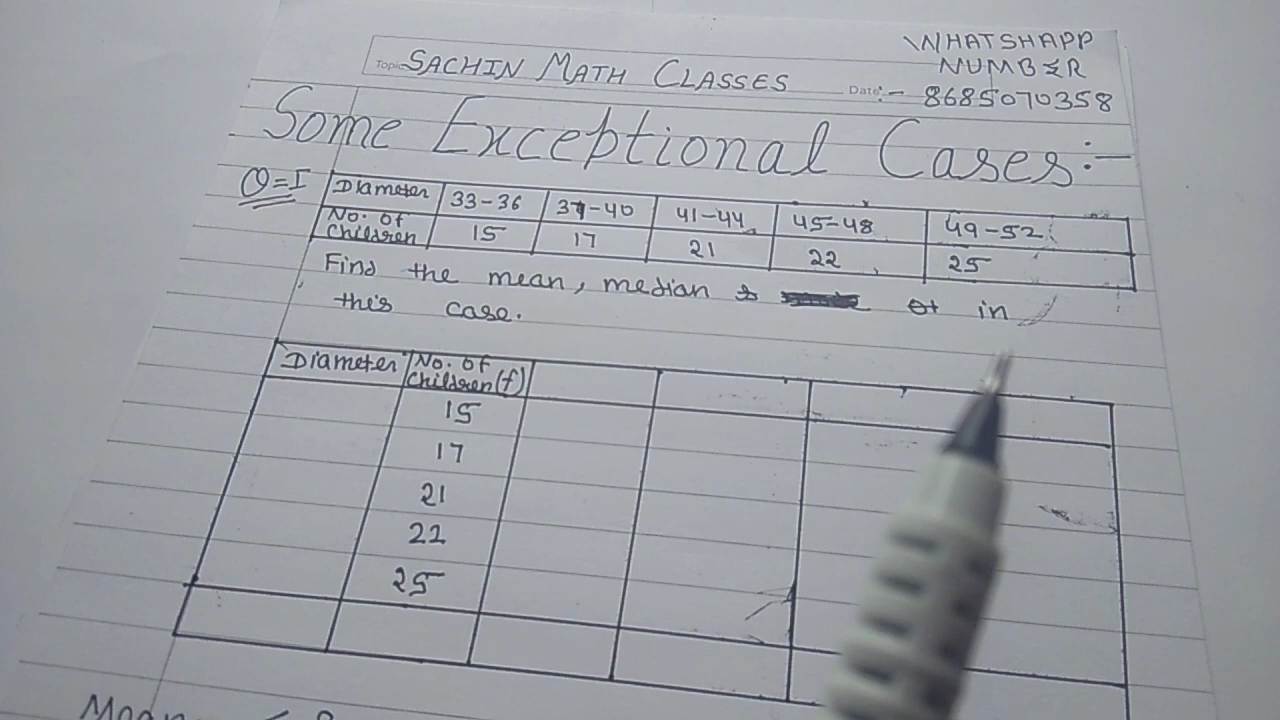 WHATSHAPP
NUMBER
Topic SACHIN MATH CLASSES Date:- 8685070358
Some Exceptional Cases:-
Q=I
Diameter 33-36 37-40 41-44 45-48 49-52
No. of Children 15 17 21 22 25
Find the mean, median & of in
this case.
Diameter No. of Children (f)
15
17
21
22
25
Mean